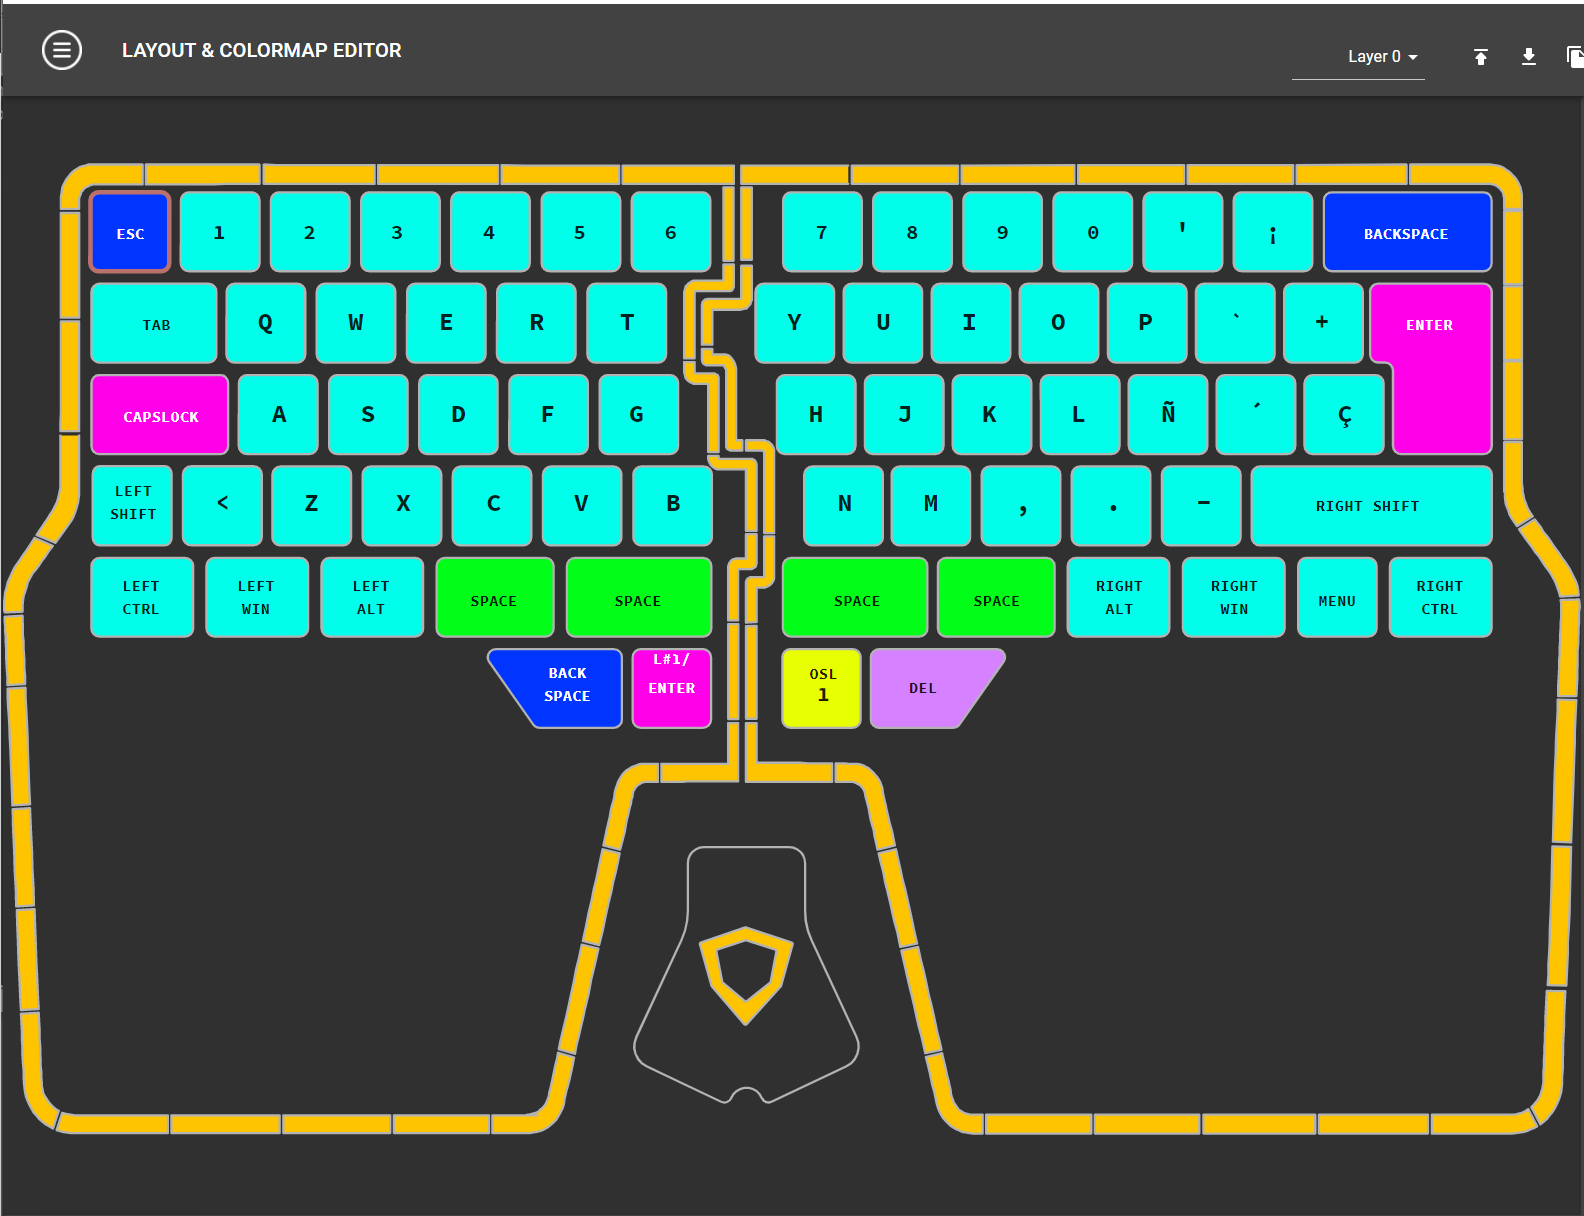 LAYOUT & COLORMAP EDITOR
Layer 0
ESC 1 2 3 4 5 6 7 8 9 0 ' ¡ BACKSPACE
TAB Q W E R T Y U I O P ` + ENTER
CAPSLOCK A S D F G H J K L Ñ ´ Ç
LEFT SHIFT < Z X C V B N M , . - RIGHT SHIFT
LEFT CTRL LEFT WIN LEFT ALT SPACE SPACE SPACE SPACE RIGHT ALT RIGHT WIN MENU RIGHT CTRL
BACK SPACE L#1/ ENTER OSL 1 DEL